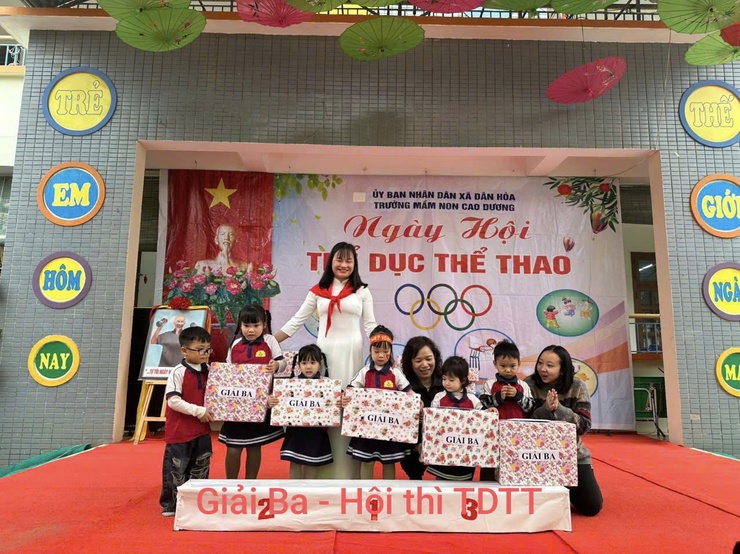 TRẺ
EM
HÔM
NAY
THẾ
GIỚI
NGÀ
MA
ỦY BAN NHÂN DÂN XÃ DÂN HÒA
TRƯỜNG MẦM NON CAO DƯƠNG
Ngày Hội
THỂ DỤC THỂ THAO
GIẢI BA
GIẢI BA
GIẢI BA
GIẢI BA
GIẢI BA
2 1 3
Giải Ba - Hội thi TDTT